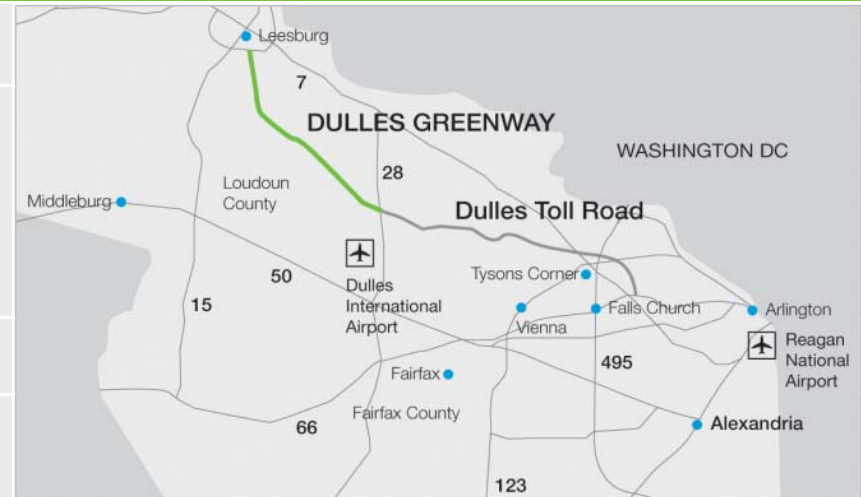 Leesburg
7
DULLES GREENWAY
WASHINGTON DC
28
Loudoun
County
Middleburg
Dulles Toll Road
50
Tysons Corner
Dulles
International
Airport
15
Vienna
Falls Church
Arlington
Reagan
National
Airport
495
Fairfax
Fairfax County
66
Alexandria
123